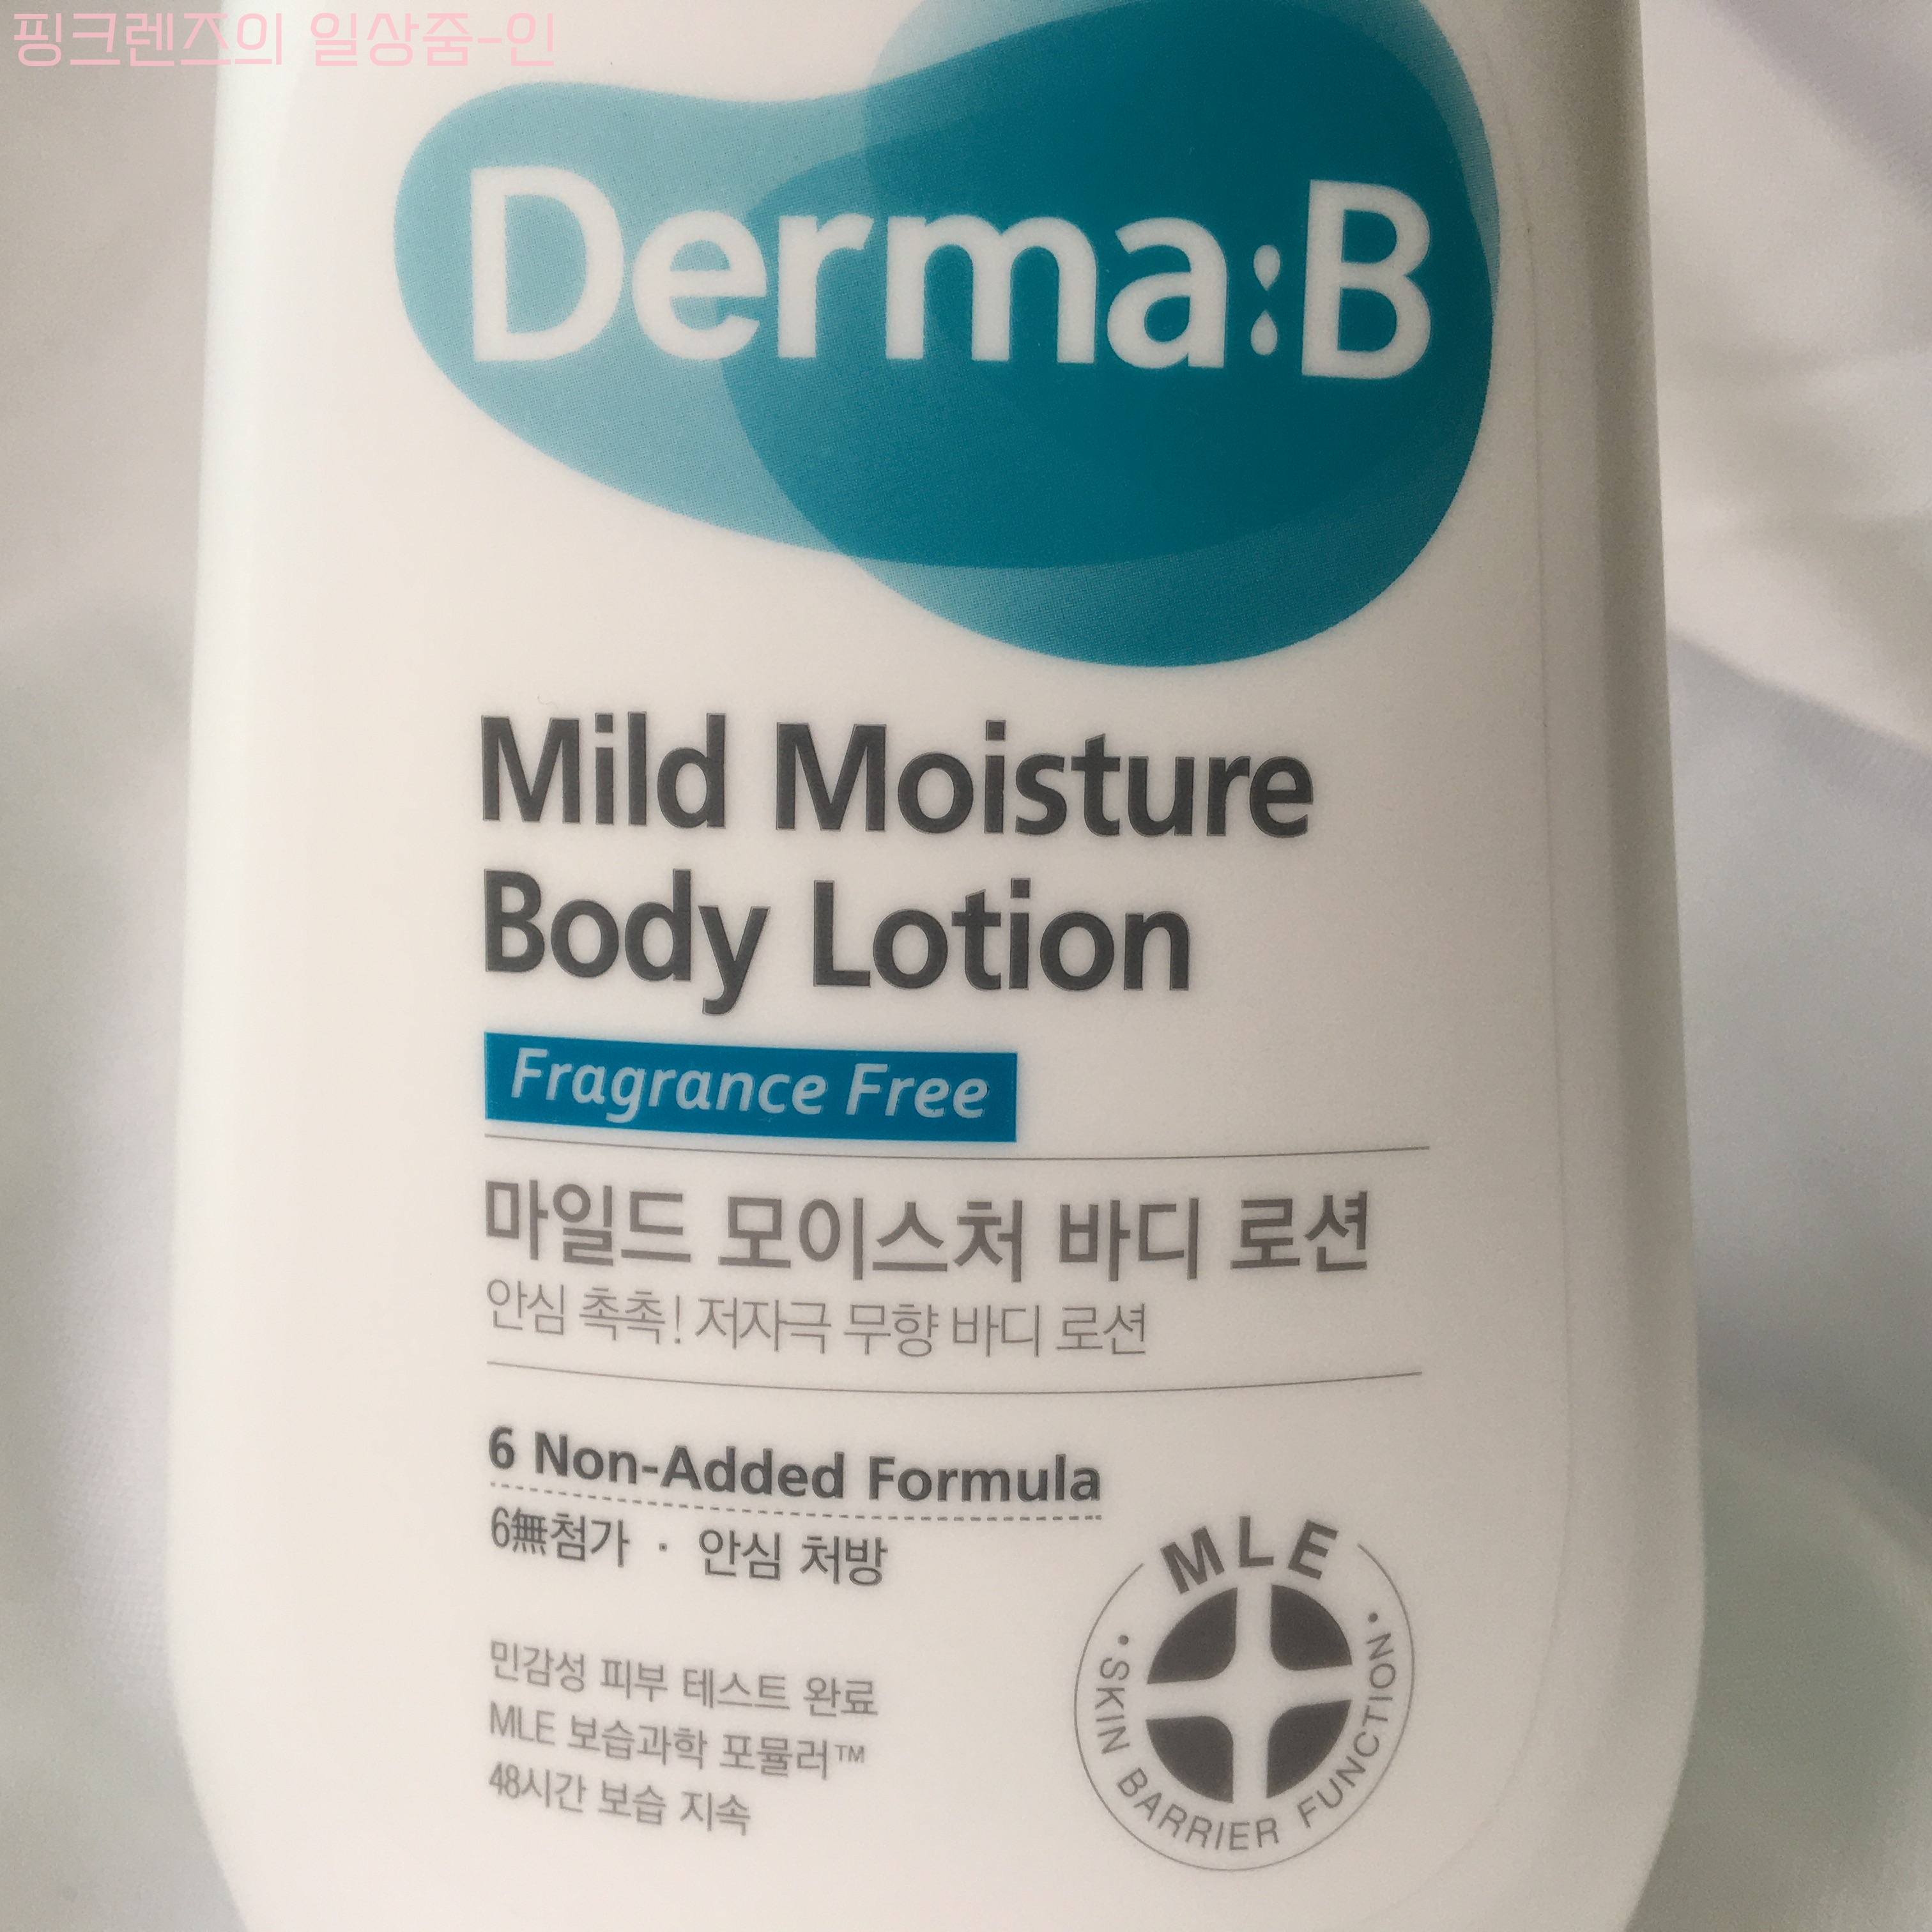 핑크렌즈의 일상줌-인
Derma:B
Mild Moisture
Body Lotion
Fragrance Free
마일드 모이스처 바디 로션
안심 촉촉! 저자극 무향 바디 로션
6 Non-Added Formula
6無첨가 · 안심 처방
민감성 피부 테스트 완료
MLE 보습과학 포뮬러™
48시간 보습 지속
MLE
• SKIN BARRIER FUNCTION •